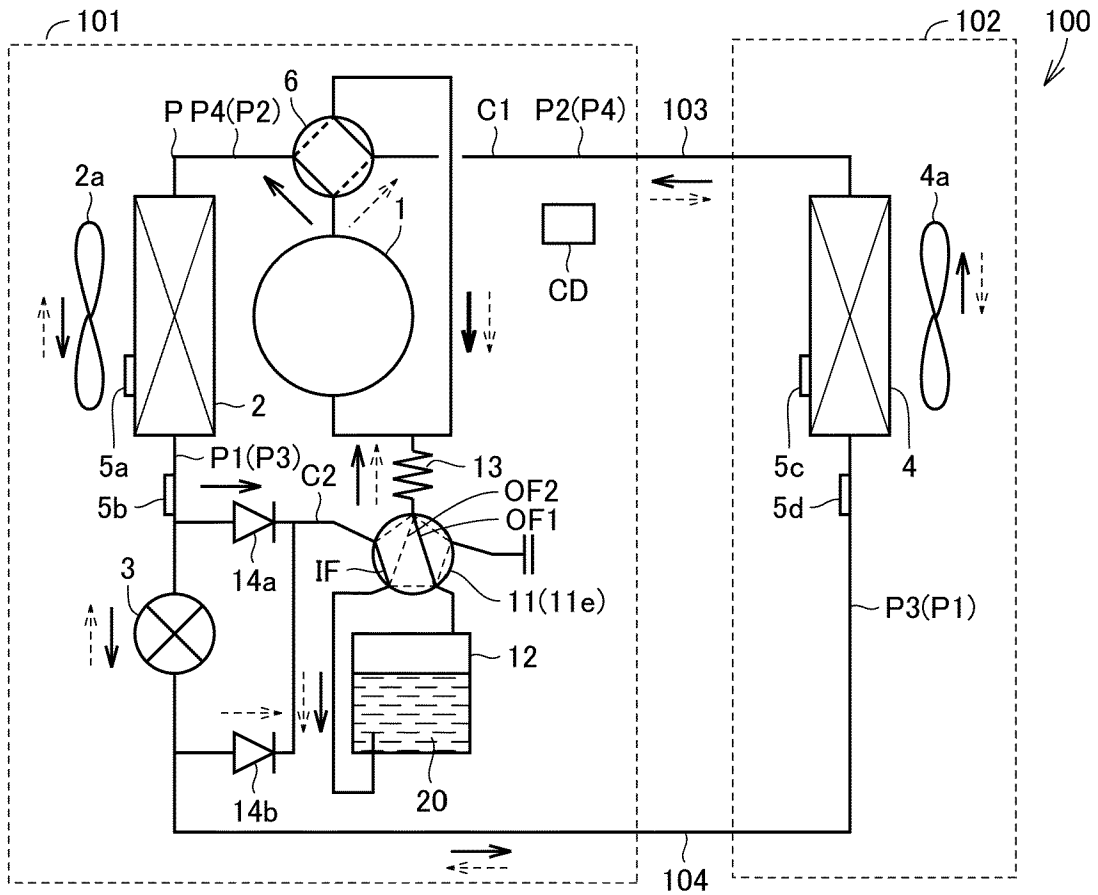 101
102
100
6
P P4(P2)
C1 P2(P4) 103
2a
4a
1
CD
2
4
5a
P1(P3)
13
5c
5b
C2
OF2
5d
OF1
14a
IF
3
11(11e)
P3(P1)
12
20
14b
104